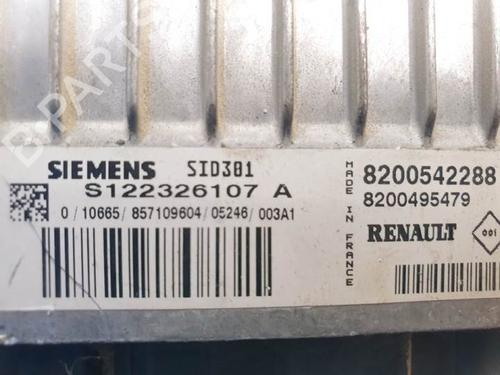 SIEMENS SID301
S122326107 A
0 / 10665 / 857109604 / 05246 / 003A1
MADE IN FRANCE
8200542288
8200495479
RENAULT
001
B-PARTS